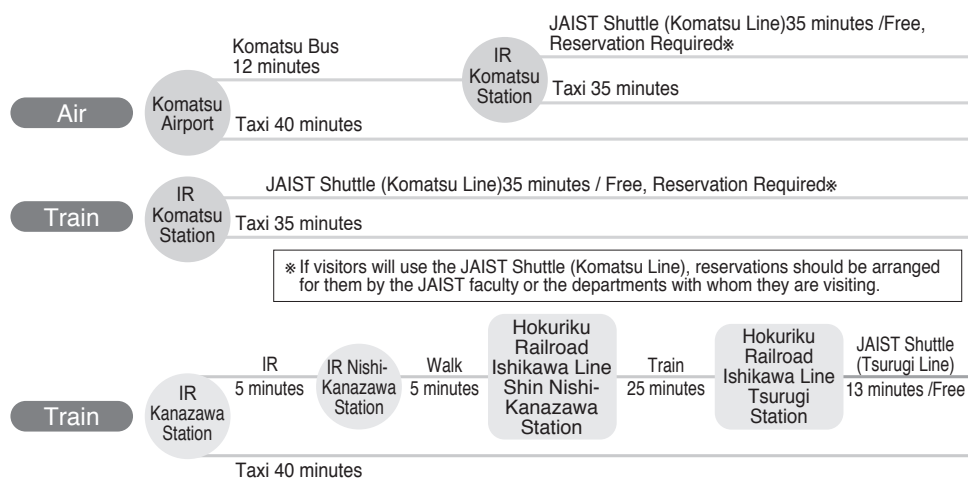 Air
Komatsu
Airport
Komatsu Bus
12 minutes
IR
Komatsu
Station
JAIST Shuttle (Komatsu Line)35 minutes /Free,
Reservation Required※
Taxi 35 minutes
Taxi 40 minutes
Train
IR
Komatsu
Station
JAIST Shuttle (Komatsu Line)35 minutes / Free, Reservation Required※
Taxi 35 minutes
※ If visitors will use the JAIST Shuttle (Komatsu Line), reservations should be arranged
for them by the JAIST faculty or the departments with whom they are visiting.
Train
IR
Kanazawa
Station
IR
5 minutes
IR Nishi-
Kanazawa
Station
Walk
5 minutes
Hokuriku
Railroad
Ishikawa Line
Shin Nishi-
Kanazawa
Station
Train
25 minutes
Hokuriku
Railroad
Ishikawa Line
Tsurugi
Station
JAIST Shuttle
(Tsurugi Line)
13 minutes /Free
Taxi 40 minutes